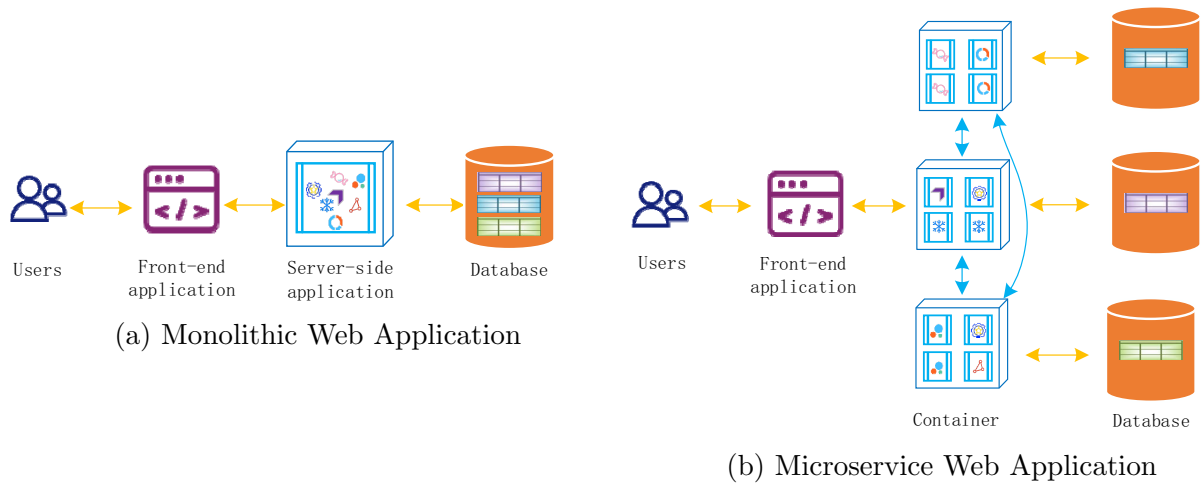 Users
Front-end
application
Server-side
application
Database
(a) Monolithic Web Application
Users
Front-end
application
Container
Database
(b) Microservice Web Application